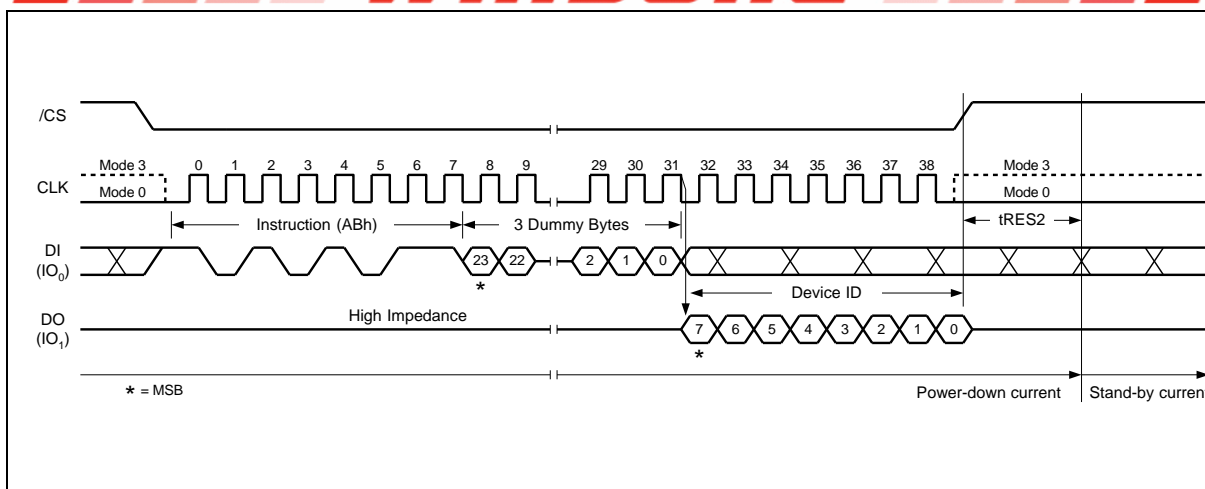 /CS
Mode 3 0 1 2 3 4 5 6 7 8 9 29 30 31 32 33 34 35 36 37 38 Mode 3
CLK Mode 0 Mode 0
Instruction (ABh) 3 Dummy Bytes tRES2
DI
(IO0) 23 22 2 1 0
*
Device ID
High Impedance
DO
(IO1) 7 6 5 4 3 2 1 0
*
* = MSB
Power-down current Stand-by current